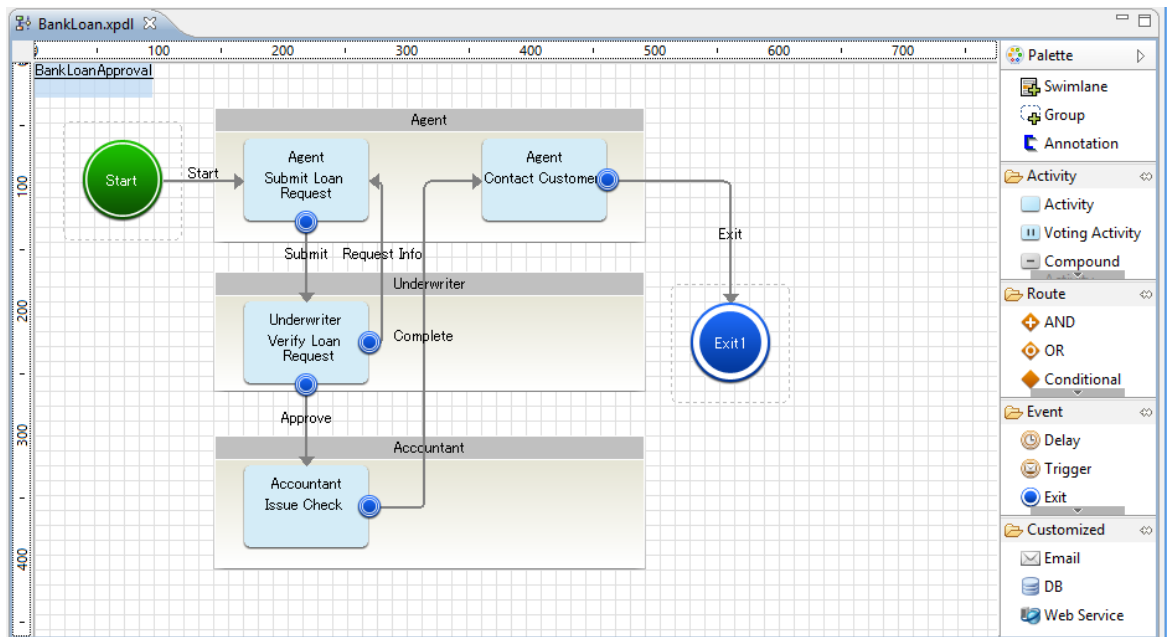 BankLoan.xpdl
0 100 200 300 400 500 600 700
BankLoanApproval
Agent
Start
Start
Agent
Submit Loan
Request
Agent
Contact Customer
Submit
Request Info
Exit
Underwriter
Underwriter
Verify Loan
Request
Complete
Exit1
Approve
Accountant
Accountant
Issue Check
100
200
300
400
Palette
Swimlane
Group
Annotation
Activity
Activity
Voting Activity
Compound
Route
AND
OR
Conditional
Event
Delay
Trigger
Exit
Customized
Email
DB
Web Service